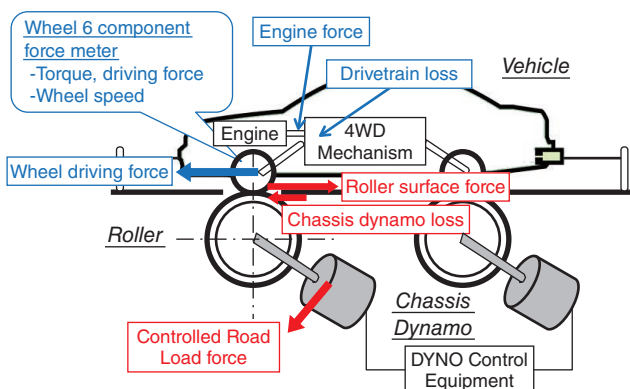 Wheel 6 component
force meter
-Torque, driving force
-Wheel speed
Engine force
Drivetrain loss
Vehicle
Engine
4WD
Mechanism
Wheel driving force
Roller surface force
Chassis dynamo loss
Roller
Controlled Road
Load force
Chassis
Dynamo
DYNO Control
Equipment